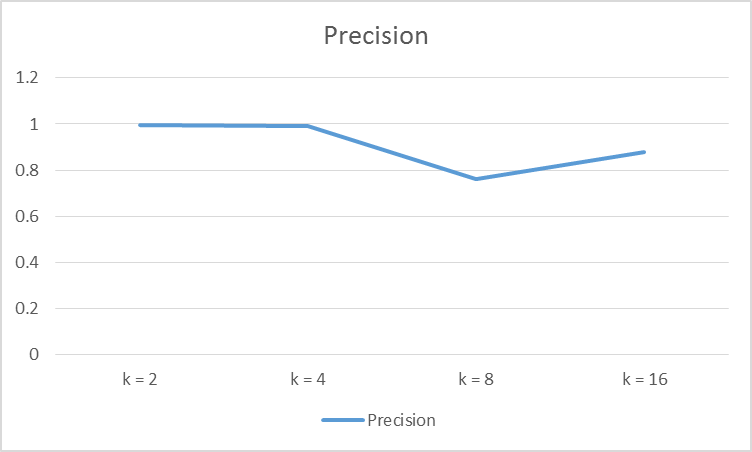 Precision
1.2
1
0.8
0.6
0.4
0.2
0
k = 2 k = 4 k = 8 k = 16
Precision